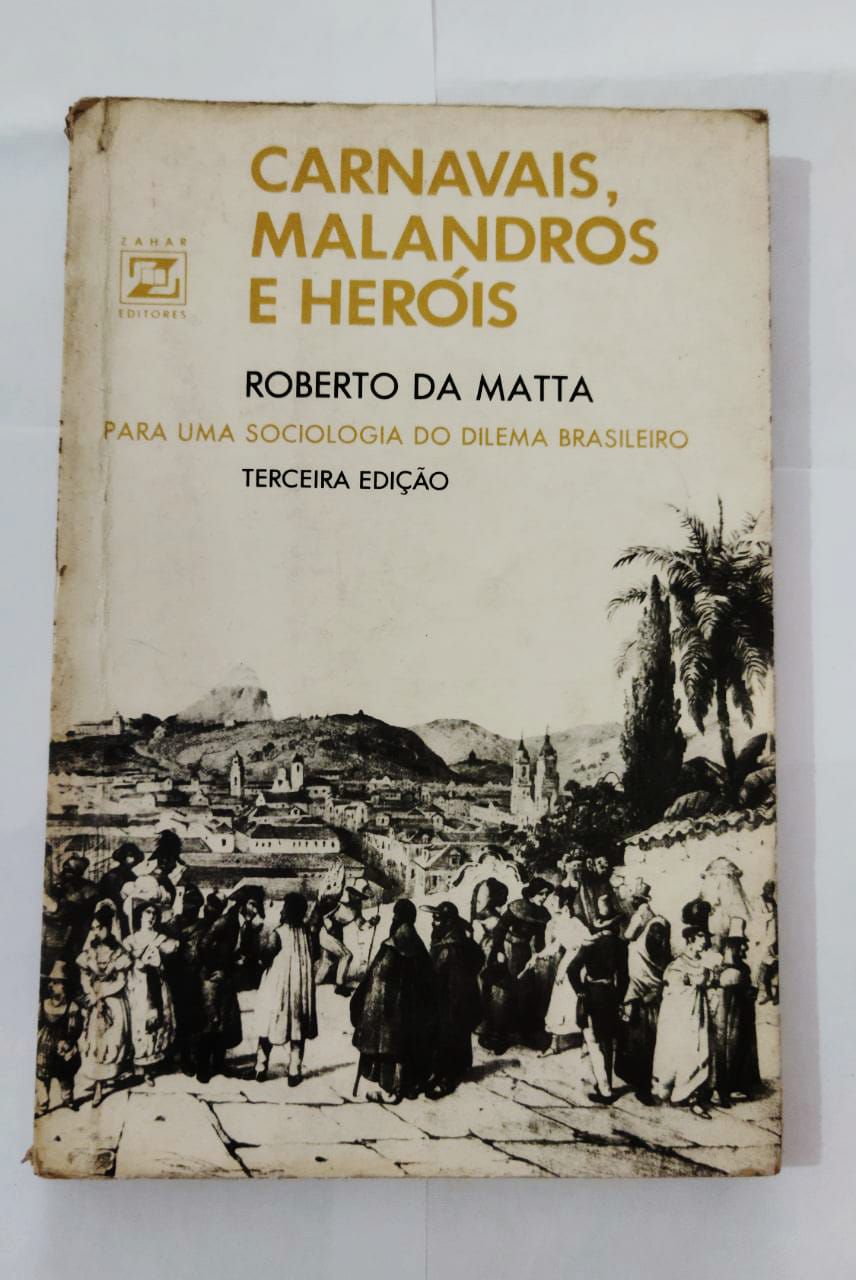 CARNAVAIS,
MALANDROS
E HERÓIS
ZAHAR
EDITORES
ROBERTO DA MATTA
PARA UMA SOCIOLOGIA DO DILEMA BRASILEIRO
TERCEIRA EDIÇÃO